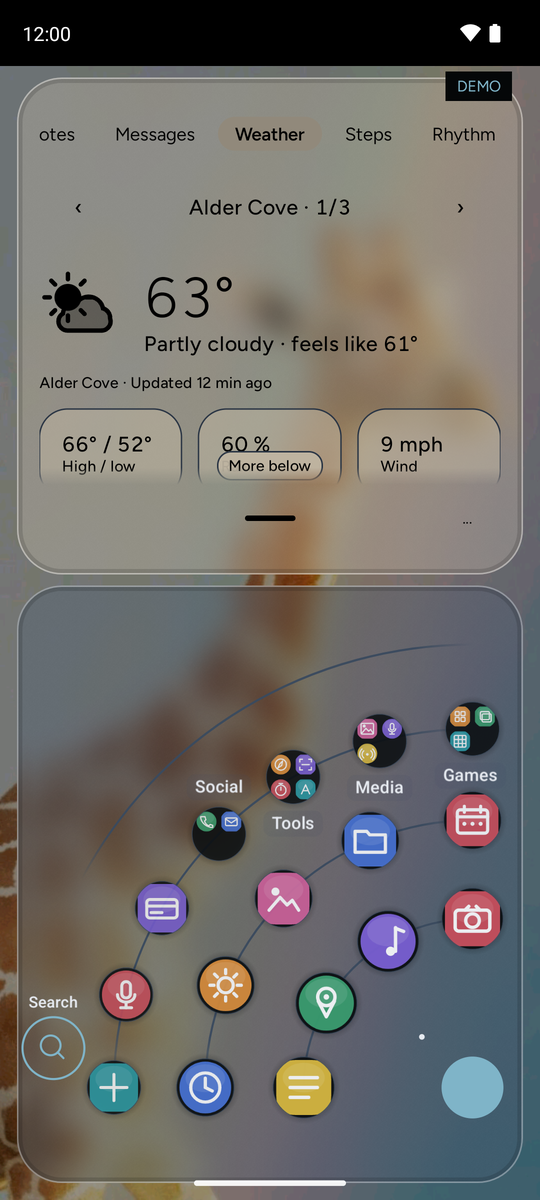 12:00
DEMO
otes Messages Weather Steps Rhythm
‹ Alder Cove · 1/3 ›
63°
Partly cloudy · feels like 61°
Alder Cove · Updated 12 min ago
66° / 52° 60 % 9 mph
High / low More below Wind
...
Games
Social Media
Tools
Search